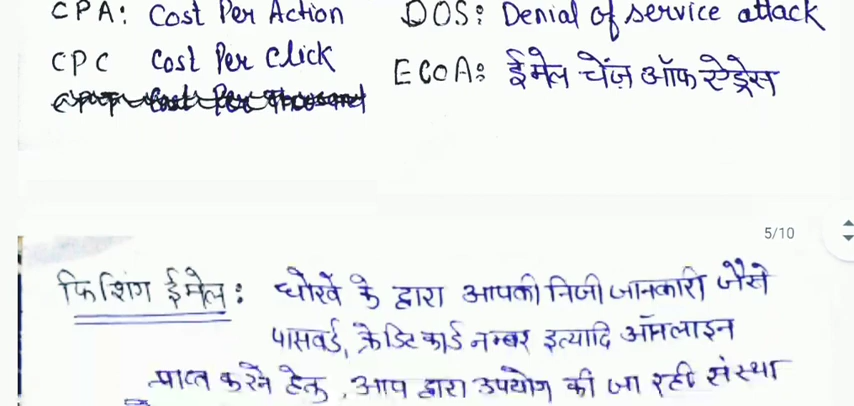 CPA: Cost Per Action
DOS: Denial of service attack
CPC Cost Per Click
ECOA: ईमेल चेंज़ ऑफ ऐड्रेस
5/10
फिशिंग ईमेल: धोखे के द्वारा आपकी निजी जानकारी जैसे
पासवर्ड, क्रेडिट कार्ड नम्बर इत्यादि ऑनलाइन
प्राप्त करने हेतु, आप द्वारा उपयोग की जा रही संस्था